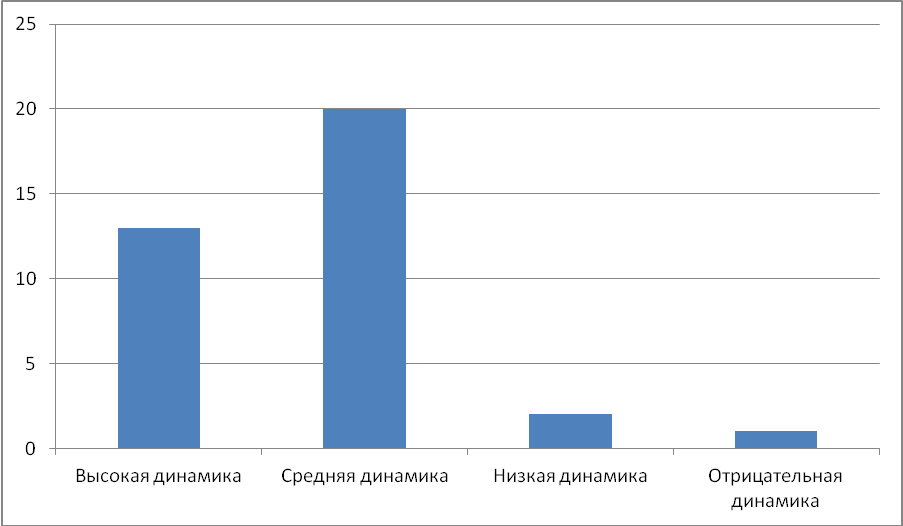 25
20
15
10
5
0
Высокая динамика
Средняя динамика
Низкая динамика
Отрицательная
динамика